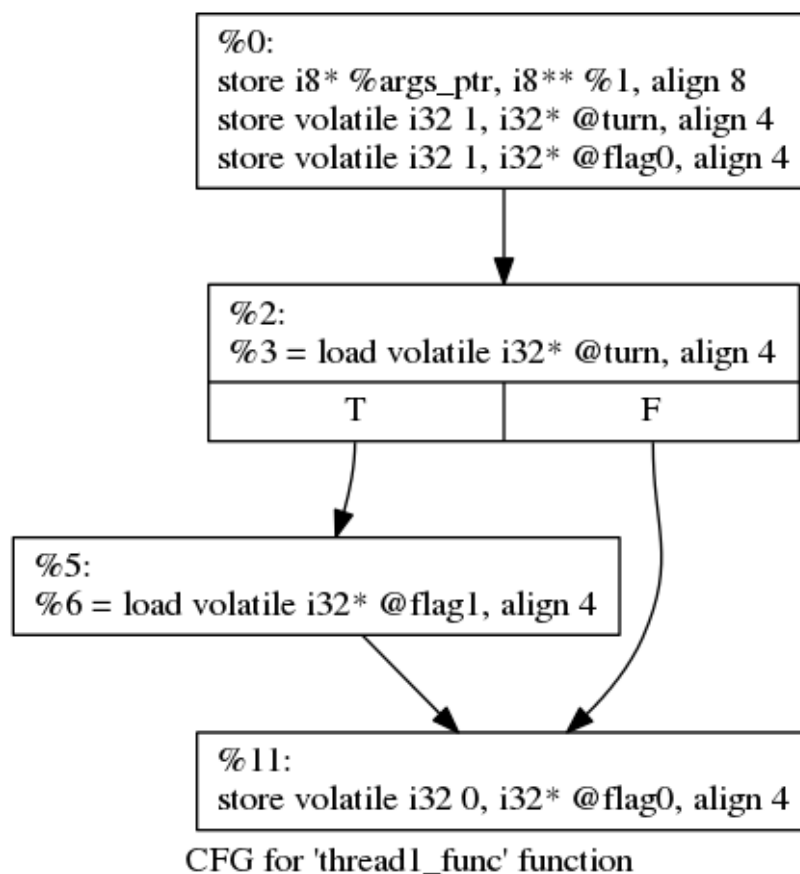 %0:
store i8* %args_ptr, i8** %1, align 8
store volatile i32 1, i32* @turn, align 4
store volatile i32 1, i32* @flag0, align 4
%2:
%3 = load volatile i32* @turn, align 4
T
F
%5:
%6 = load volatile i32* @flag1, align 4
%11:
store volatile i32 0, i32* @flag0, align 4
CFG for 'thread1_func' function